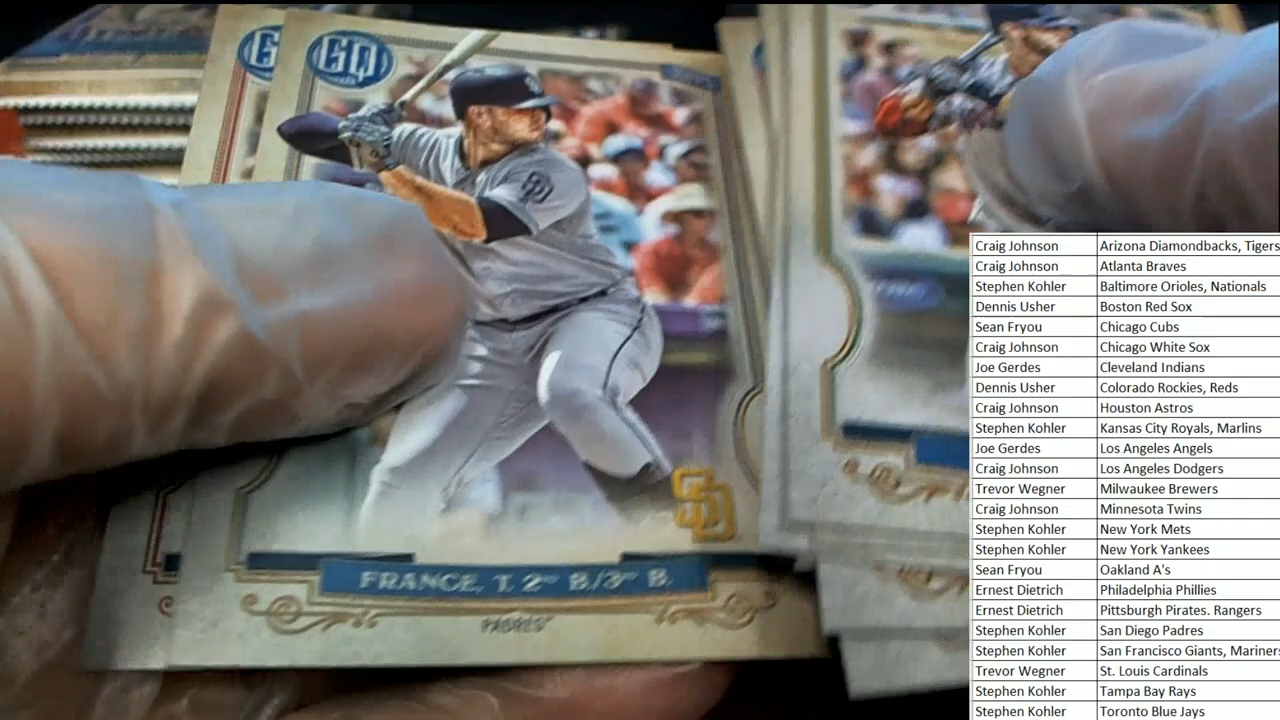 GQ
GQ
SD
SD
FRANCE, T. 2ND B./3RD B.
PADRES
Craig Johnson Arizona Diamondbacks, Tigers
Craig Johnson Atlanta Braves
Stephen Kohler Baltimore Orioles, Nationals
Dennis Usher Boston Red Sox
Sean Fryou Chicago Cubs
Craig Johnson Chicago White Sox
Joe Gerdes Cleveland Indians
Dennis Usher Colorado Rockies, Reds
Craig Johnson Houston Astros
Stephen Kohler Kansas City Royals, Marlins
Joe Gerdes Los Angeles Angels
Craig Johnson Los Angeles Dodgers
Trevor Wegner Milwaukee Brewers
Craig Johnson Minnesota Twins
Stephen Kohler New York Mets
Stephen Kohler New York Yankees
Sean Fryou Oakland A's
Ernest Dietrich Philadelphia Phillies
Ernest Dietrich Pittsburgh Pirates. Rangers
Stephen Kohler San Diego Padres
Stephen Kohler San Francisco Giants, Mariners
Trevor Wegner St. Louis Cardinals
Stephen Kohler Tampa Bay Rays
Stephen Kohler Toronto Blue Jays